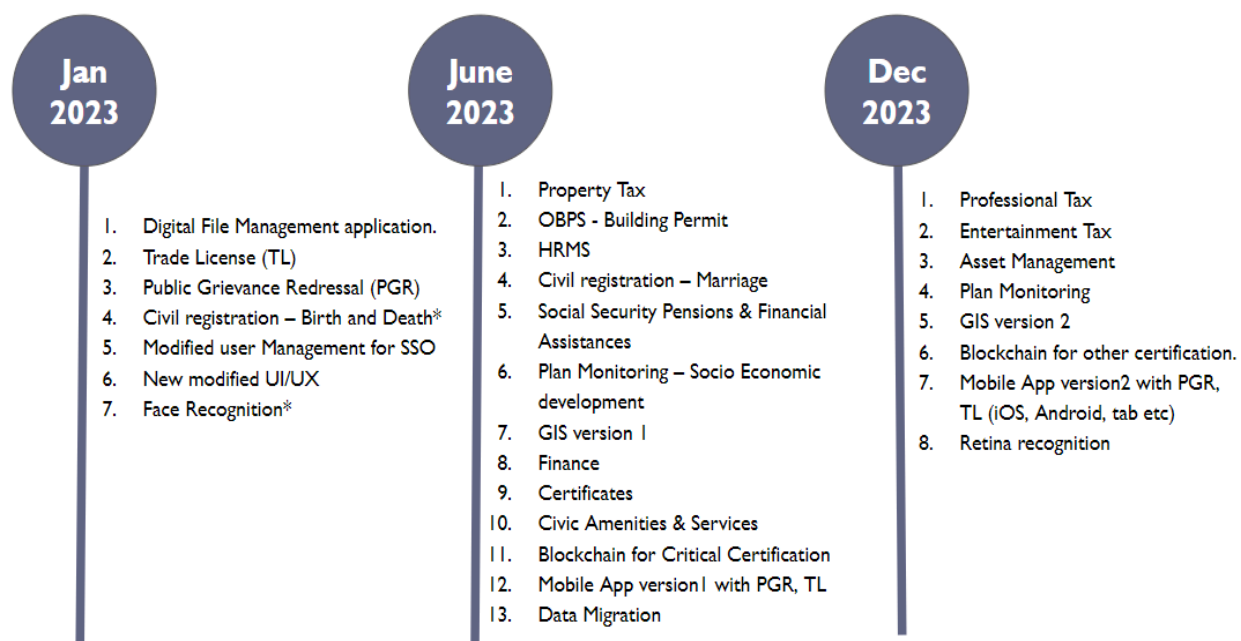 Jan
2023
1. Digital File Management application.
2. Trade License (TL)
3. Public Grievance Redressal (PGR)
4. Civil registration – Birth and Death*
5. Modified user Management for SSO
6. New modified UI/UX
7. Face Recognition*
June
2023
1. Property Tax
2. OBPS - Building Permit
3. HRMS
4. Civil registration – Marriage
5. Social Security Pensions & Financial
Assistances
6. Plan Monitoring – Socio Economic
development
7. GIS version 1
8. Finance
9. Certificates
10. Civic Amenities & Services
11. Blockchain for Critical Certification
12. Mobile App version1 with PGR, TL
13. Data Migration
Dec
2023
1. Professional Tax
2. Entertainment Tax
3. Asset Management
4. Plan Monitoring
5. GIS version 2
6. Blockchain for other certification.
7. Mobile App version2 with PGR,
TL (iOS, Android, tab etc)
8. Retina recognition